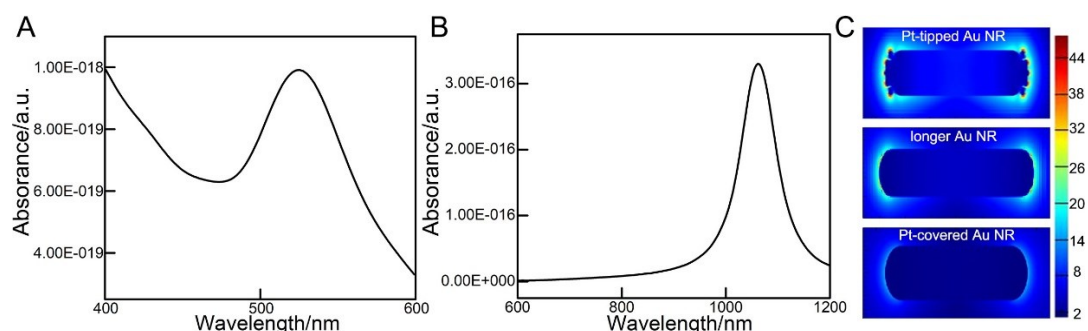 A
Absorance/a.u.
1.00E-018
8.00E-019
6.00E-019
4.00E-019
400
500
600
Wavelength/nm
B
Absorance/a.u.
3.00E-016
2.00E-016
1.00E-016
0.00E+000
600
800
1000
1200
Wavelength/nm
C
Pt-tipped Au NR
longer Au NR
Pt-covered Au NR
44
38
32
26
20
14
8
2